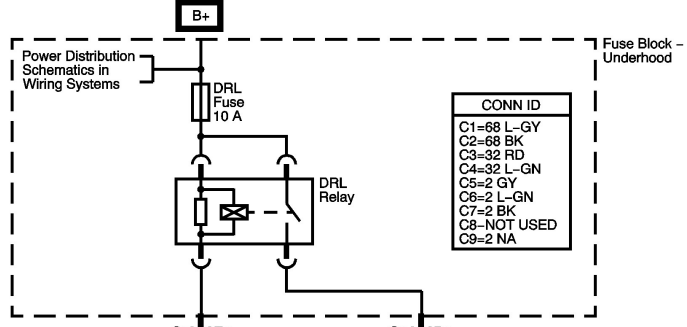 B+
Power Distribution
Schematics in
Wiring Systems
Fuse Block –
Underhood
DRL
Fuse
10 A
DRL
Relay
CONN ID
C1=68 L–GY
C2=68 BK
C3=32 RD
C4=32 L–GN
C5=2 GY
C6=2 L–GN
C7=2 BK
C8–NOT USED
C9=2 NA